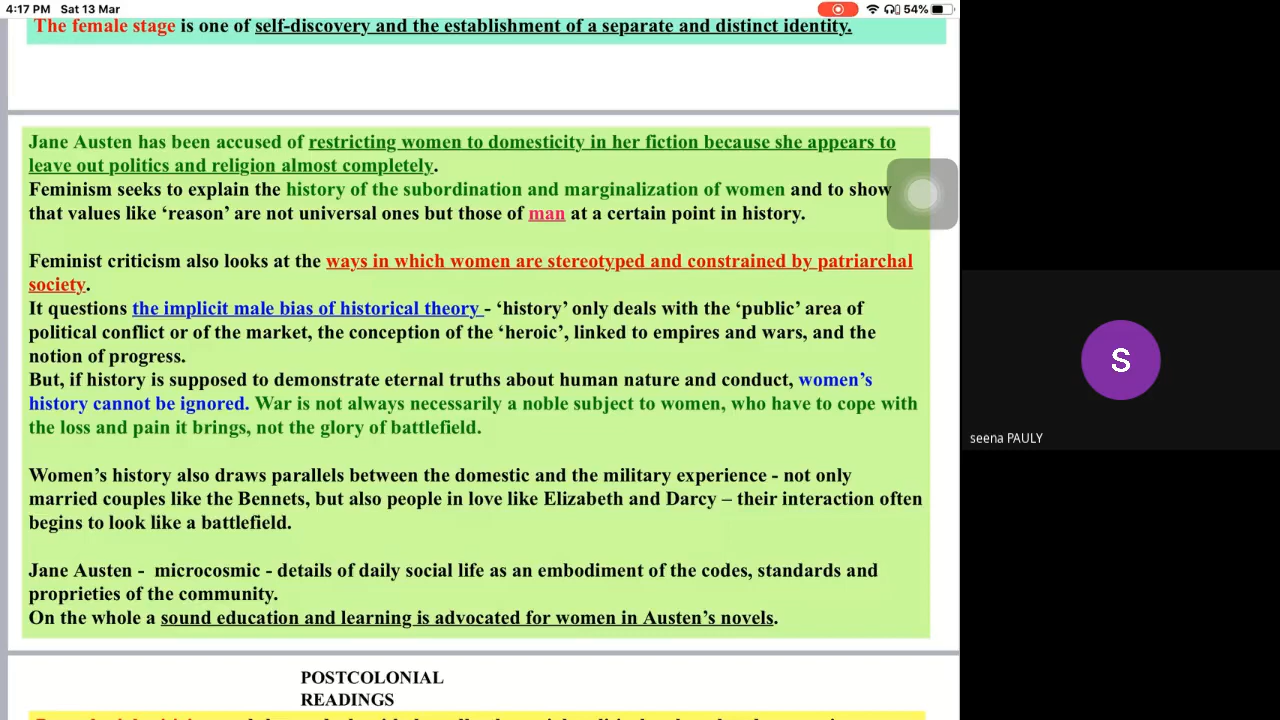 4:17 PM Sat 13 Mar
54%
The female stage is one of self-discovery and the establishment of a separate and distinct identity.
Jane Austen has been accused of restricting women to domesticity in her fiction because she appears to
leave out politics and religion almost completely.
Feminism seeks to explain the history of the subordination and marginalization of women and to show
that values like ‘reason’ are not universal ones but those of man at a certain point in history.
Feminist criticism also looks at the ways in which women are stereotyped and constrained by patriarchal
society.
It questions the implicit male bias of historical theory - ‘history’ only deals with the ‘public’ area of
political conflict or of the market, the conception of the ‘heroic’, linked to empires and wars, and the
notion of progress.
But, if history is supposed to demonstrate eternal truths about human nature and conduct, women’s
history cannot be ignored. War is not always necessarily a noble subject to women, who have to cope with
the loss and pain it brings, not the glory of battlefield.
Women’s history also draws parallels between the domestic and the military experience - not only
married couples like the Bennets, but also people in love like Elizabeth and Darcy – their interaction often
begins to look like a battlefield.
Jane Austen - microcosmic - details of daily social life as an embodiment of the codes, standards and
proprieties of the community.
On the whole a sound education and learning is advocated for women in Austen’s novels.
POSTCOLONIAL
READINGS
S
seena PAULY